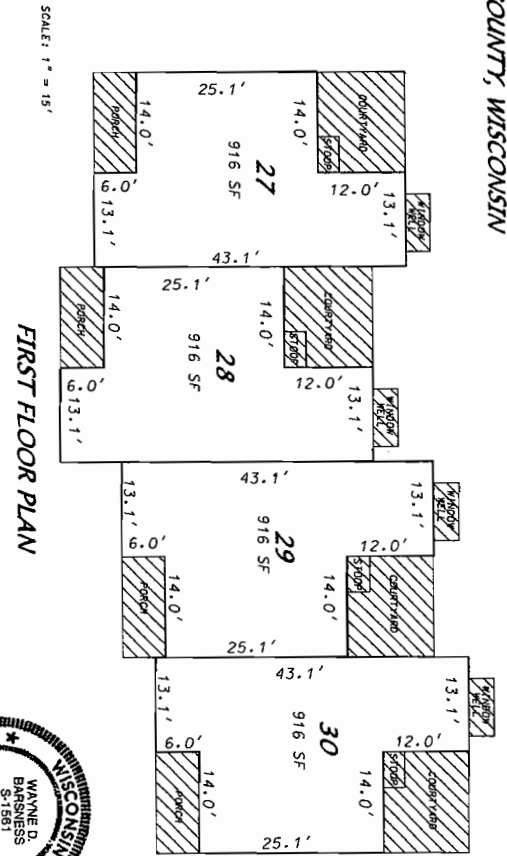 COUNTY, WISCONSIN
SCALE: 1" = 15'
25.1'
14.0'
14.0'
COURTYARD
STOOP
PORCH
27
916 SF
6.0'
12.0'
13.1'
13.1'
WINDOW
WELL
43.1'
25.1'
14.0'
14.0'
COURTYARD
STOOP
PORCH
28
916 SF
6.0'
12.0'
13.1'
13.1'
WINDOW
WELL
43.1'
13.1'
13.1'
WINDOW
WELL
29
916 SF
6.0'
12.0'
STOOP
COURTYARD
PORCH
14.0'
14.0'
25.1'
43.1'
13.1'
13.1'
WINDOW
WELL
30
916 SF
6.0'
12.0'
STOOP
COURTYARD
PORCH
14.0'
14.0'
25.1'
FIRST FLOOR PLAN
WISCONSIN
WAYNE D.
BARSNESS
S-1561